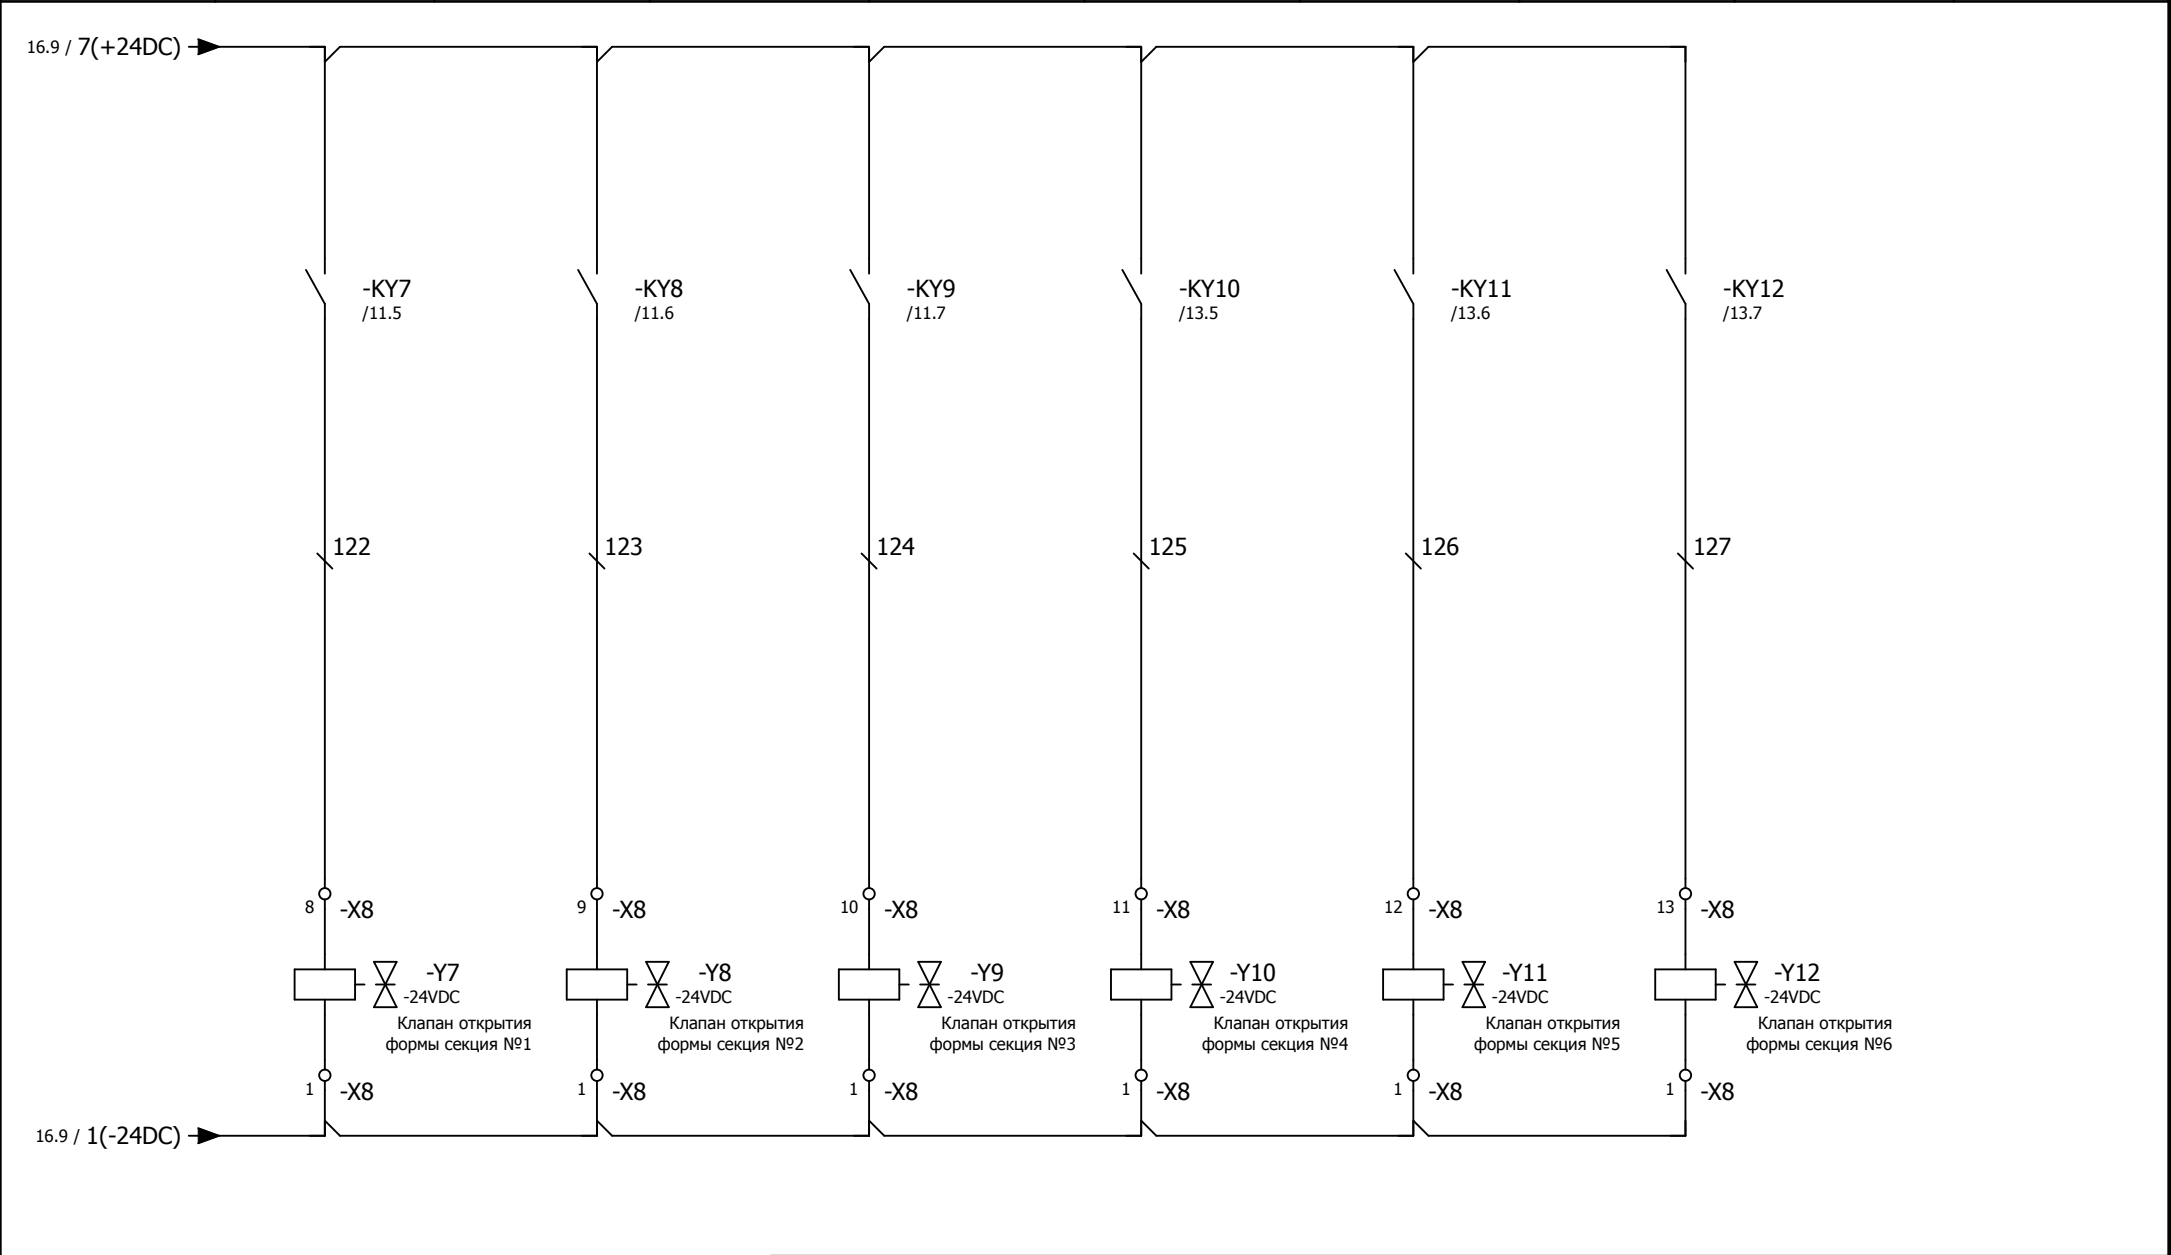 16.9 / 7(+24DC)
-KY7
/11.5
-KY8
/11.6
-KY9
/11.7
-KY10
/13.5
-KY11
/13.6
-KY12
/13.7
122
123
124
125
126
127
8 -X8
9 -X8
10 -X8
11 -X8
12 -X8
13 -X8
-Y7
-24VDC
Клапан открытия
формы секция №1
-Y8
-24VDC
Клапан открытия
формы секция №2
-Y9
-24VDC
Клапан открытия
формы секция №3
-Y10
-24VDC
Клапан открытия
формы секция №4
-Y11
-24VDC
Клапан открытия
формы секция №5
-Y12
-24VDC
Клапан открытия
формы секция №6
1 -X8
1 -X8
1 -X8
1 -X8
1 -X8
1 -X8
16.9 / 1(-24DC)